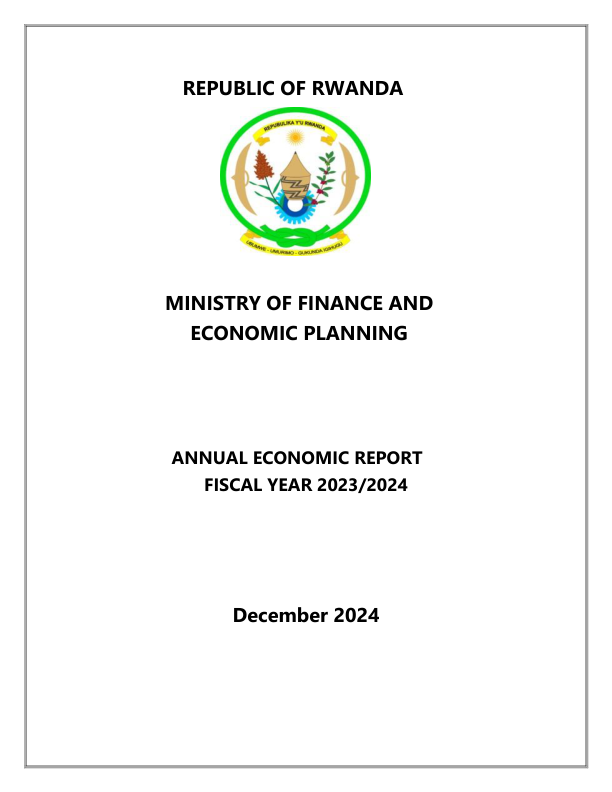 REPUBLIC OF RWANDA
REPUBULIKA Y'U RWANDA
UBUMWE - UMURIMO - GUKUNDA IGIHUGU
MINISTRY OF FINANCE AND
ECONOMIC PLANNING
ANNUAL ECONOMIC REPORT
FISCAL YEAR 2023/2024
December 2024